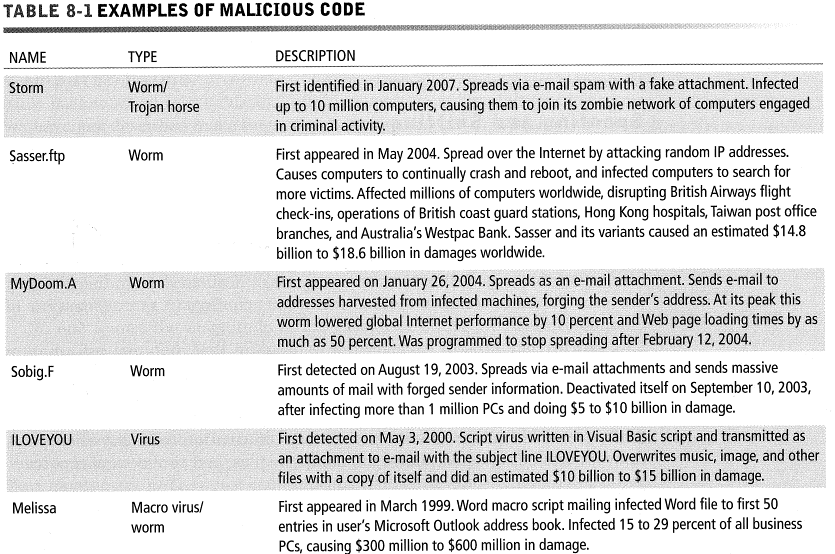 TABLE 8-1 EXAMPLES OF MALICIOUS CODE
NAME TYPE DESCRIPTION
Storm Worm/ First identified in January 2007. Spreads via e-mail spam with a fake attachment. Infected
Trojan horse up to 10 million computers, causing them to join its zombie network of computers engaged
in criminal activity.
Sasser.ftp Worm First appeared in May 2004. Spread over the Internet by attacking random IP addresses.
Causes computers to continually crash and reboot, and infected computers to search for
more victims. Affected millions of computers worldwide, disrupting British Airways flight
check-ins, operations of British coast guard stations, Hong Kong hospitals, Taiwan post office
branches, and Australia's Westpac Bank. Sasser and its variants caused an estimated $14.8
billion to $18.6 billion in damages worldwide.
MyDoom.A Worm First appeared on January 26, 2004. Spreads as an e-mail attachment. Sends e-mail to
addresses harvested from infected machines, forging the sender's address. At its peak this
worm lowered global Internet performance by 10 percent and Web page loading times by as
much as 50 percent. Was programmed to stop spreading after February 12, 2004.
Sobig.F Worm First detected on August 19, 2003. Spreads via e-mail attachments and sends massive
amounts of mail with forged sender information. Deactivated itself on September 10, 2003,
after infecting more than 1 million PCs and doing $5 to $10 billion in damage.
ILOVEYOU Virus First detected on May 3, 2000. Script virus written in Visual Basic script and transmitted as
an attachment to e-mail with the subject line ILOVEYOU. Overwrites music, image, and other
files with a copy of itself and did an estimated $10 billion to $15 billion in damage.
Melissa Macro virus/ First appeared in March 1999. Word macro script mailing infected Word file to first 50
worm entries in user's Microsoft Outlook address book. Infected 15 to 29 percent of all business
PCs, causing $300 million to $600 million in damage.